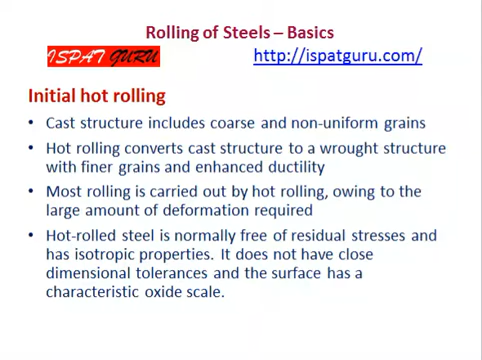 Rolling of Steels – Basics
ISPAT GURU http://ispatguru.com/
Initial hot rolling
• Cast structure includes coarse and non-uniform grains
• Hot rolling converts cast structure to a wrought structure
with finer grains and enhanced ductility
• Most rolling is carried out by hot rolling, owing to the
large amount of deformation required
• Hot-rolled steel is normally free of residual stresses and
has isotropic properties. It does not have close
dimensional tolerances and the surface has a
characteristic oxide scale.